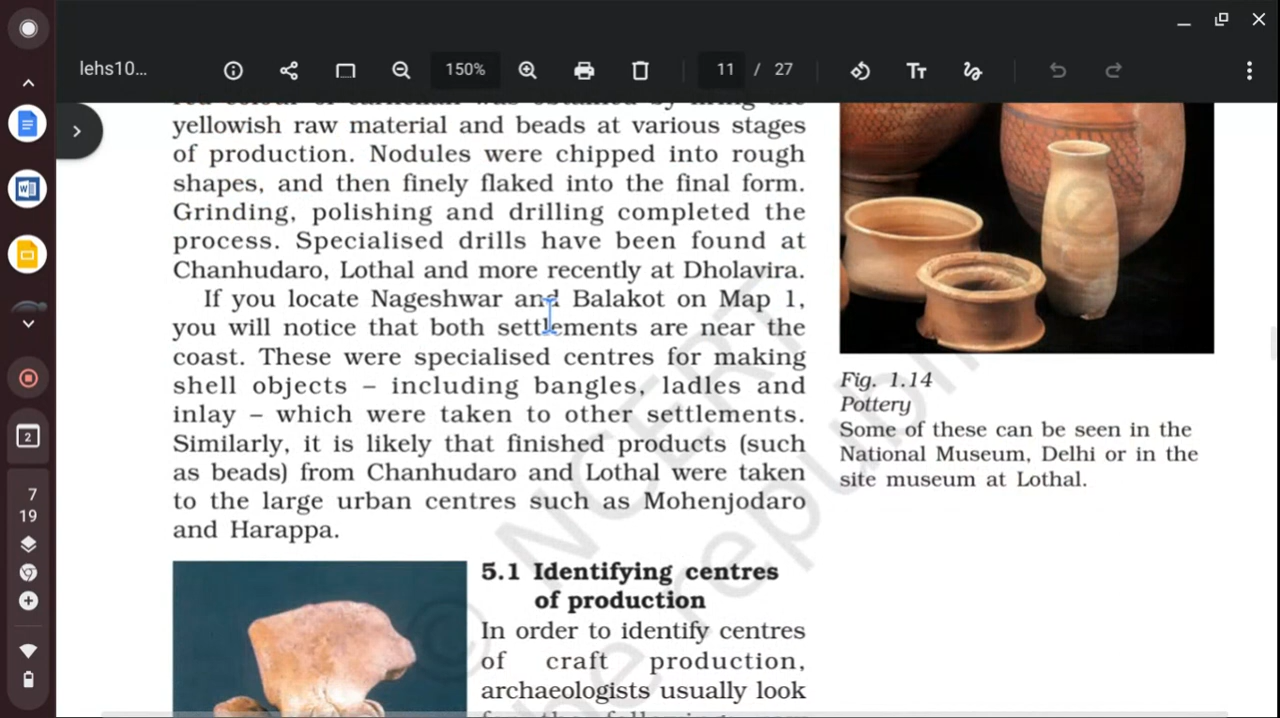 lehs10...
150%
11 / 27
yellowish raw material and beads at various stages
of production. Nodules were chipped into rough
shapes, and then finely flaked into the final form.
Grinding, polishing and drilling completed the
process. Specialised drills have been found at
Chanhudaro, Lothal and more recently at Dholavira.
If you locate Nageshwar and Balakot on Map 1,
you will notice that both settlements are near the
coast. These were specialised centres for making
shell objects – including bangles, ladles and
inlay – which were taken to other settlements.
Similarly, it is likely that finished products (such
as beads) from Chanhudaro and Lothal were taken
to the large urban centres such as Mohenjodaro
and Harappa.
Fig. 1.14
Pottery
Some of these can be seen in the
National Museum, Delhi or in the
site museum at Lothal.
5.1 Identifying centres
of production
In order to identify centres
of craft production,
archaeologists usually look
© NCERT
republi
2
7
19